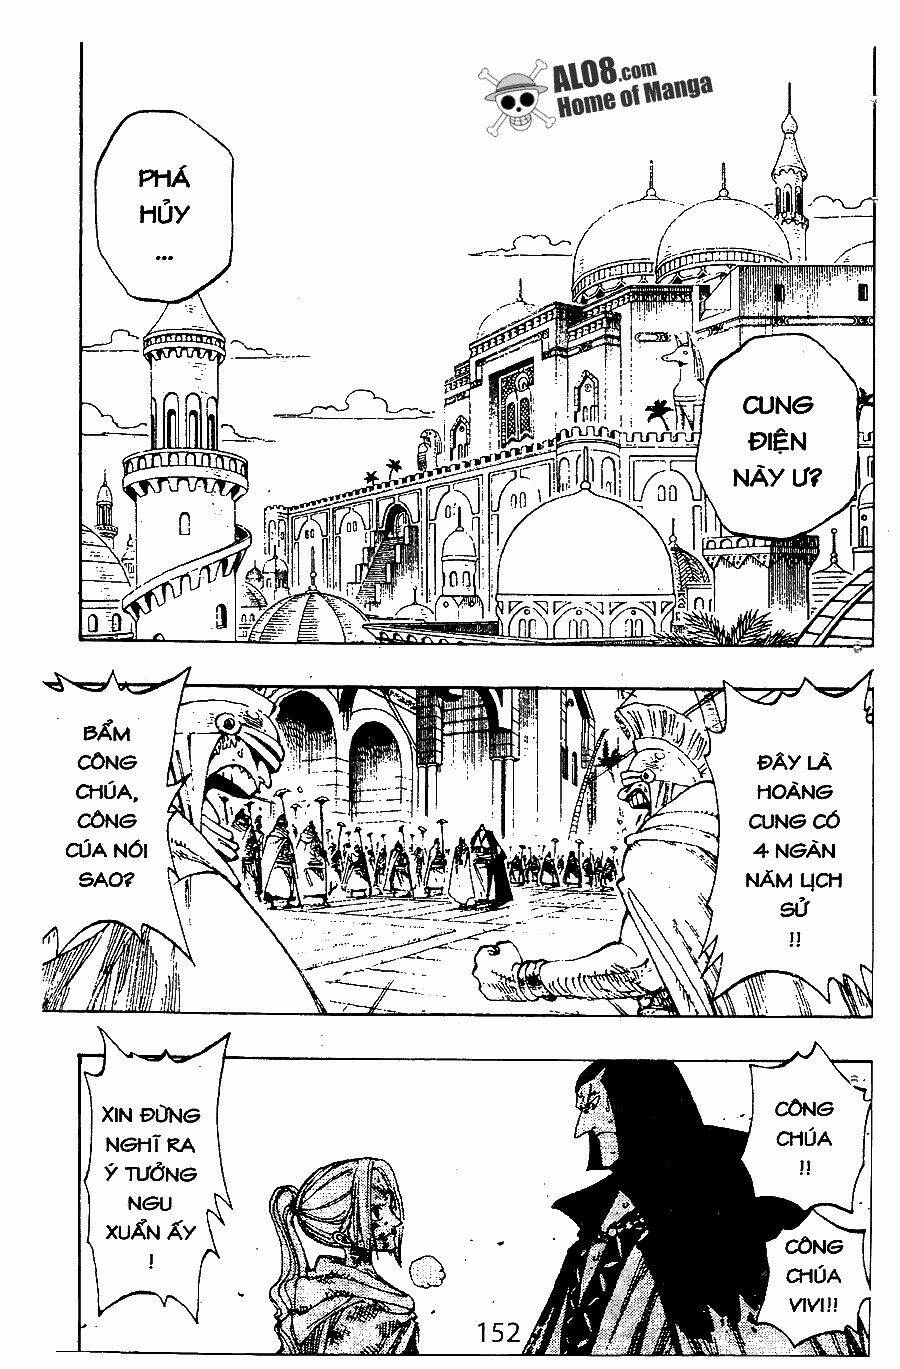 ALO8.com
Home of Manga
PHÁ
HỦY
...
CUNG
ĐIỆN
NÀY Ư?
BẨM
CÔNG
CHÚA,
CÔNG
CÚA NÓI
SAO?
ĐÂY LÀ
HOÀNG
CUNG CÓ
4 NGÀN
NĂM LỊCH
SỬ
!!
XIN ĐỪNG
NGHĨ RA
Ý TƯỞNG
NGU
XUẨN ẤY
!
CÔNG
CHÚA
!!
CÔNG
CHÚA
VIVI!!
152